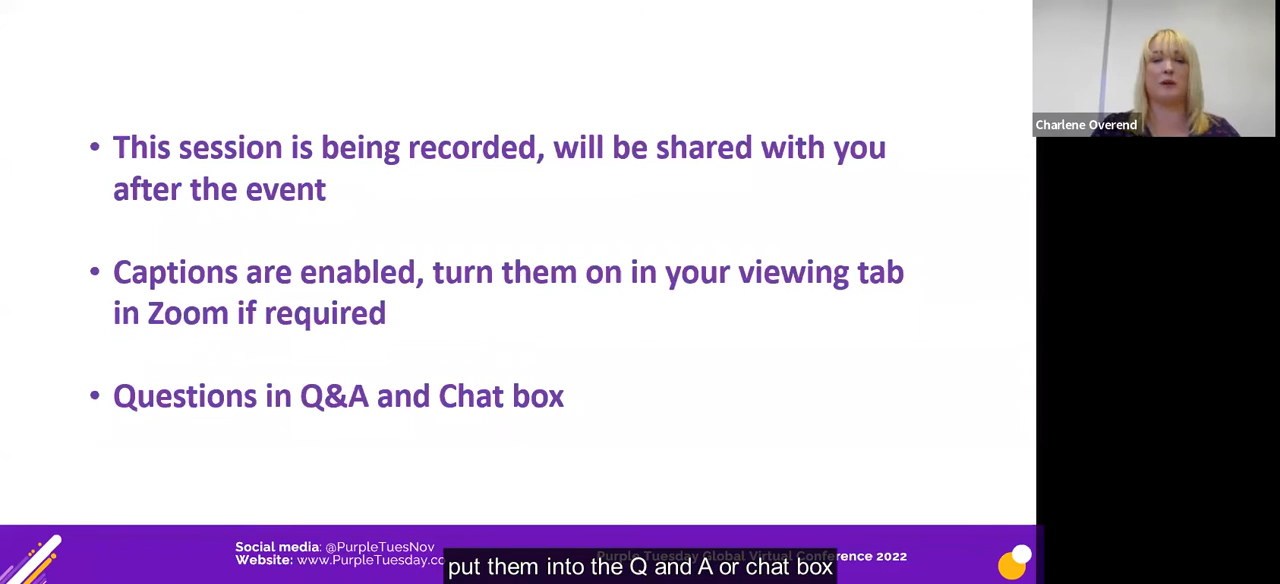 • This session is being recorded, will be shared with you
after the event
• Captions are enabled, turn them on in your viewing tab
in Zoom if required
• Questions in Q&A and Chat box
Charlene Overend
Social media: @PurpleTuesNov
Website: www.PurpleTuesday.co
Purple Tuesday Global Virtual Conference 2022
put them into the Q and A or chat box